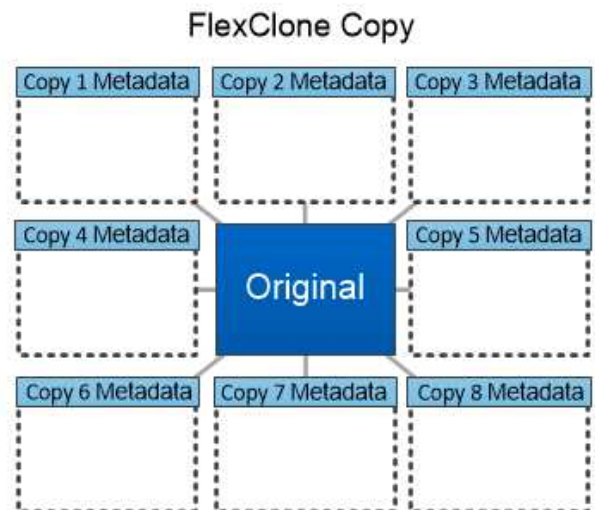 FlexClone Copy
Copy 1 Metadata
Copy 2 Metadata
Copy 3 Metadata
Copy 4 Metadata
Original
Copy 5 Metadata
Copy 6 Metadata
Copy 7 Metadata
Copy 8 Metadata